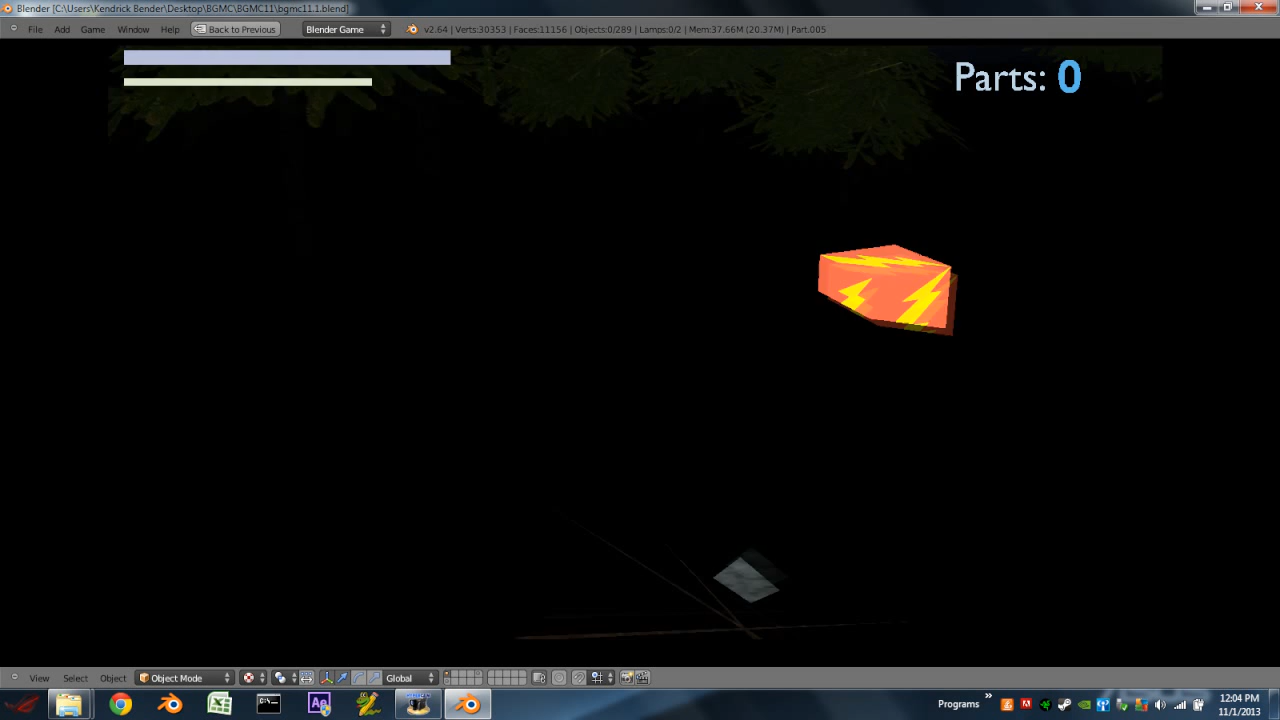 Blender [C:\Users\Kendrick Bender\Desktop\BGMC\BGMC11\bgmc11.1.blend]
File Add Game Window Help Back to Previous Blender Game v2.64 | Verts:30353 | Faces:11156 | Objects:0/289 | Lamps:0/2 | Mem:37.66M (20.37M) | Part.005
Parts: 0
View Select Object Object Mode Global
Programs
12:04 PM
11/1/2013